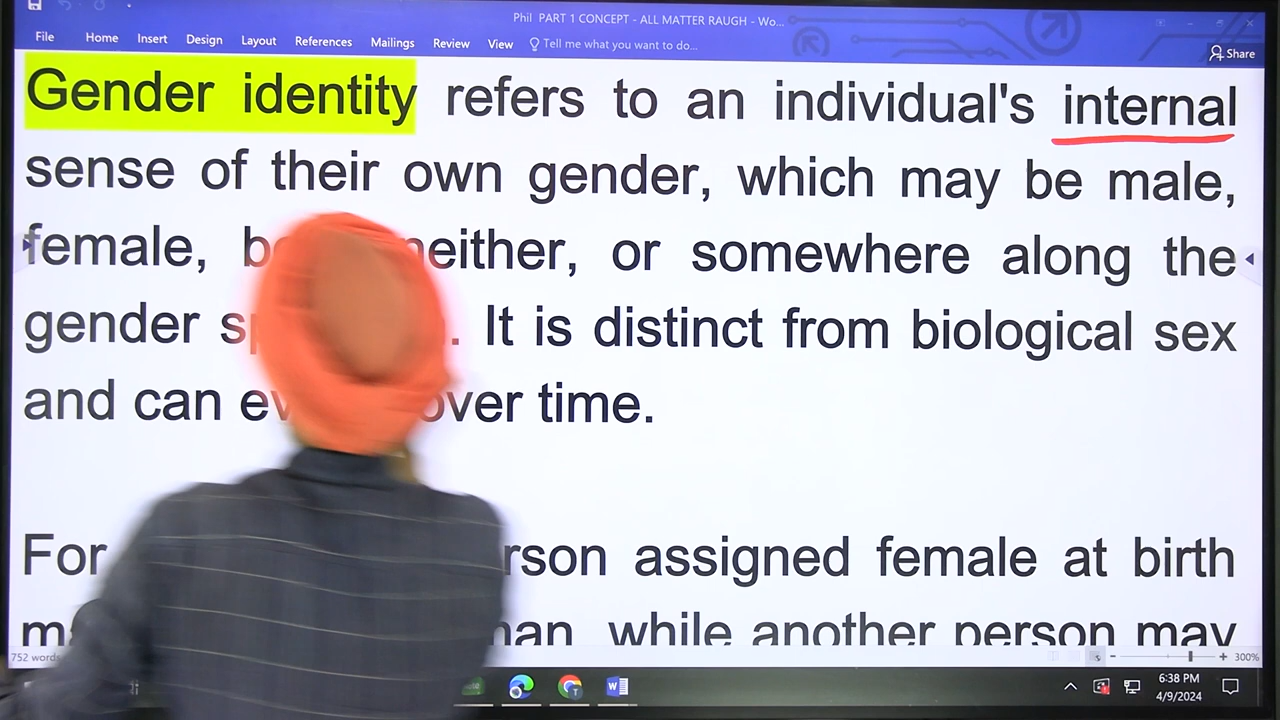 Phil PART 1 CONCEPT - ALL MATTER RAUGH - Wo...
File Home Insert Design Layout References Mailings Review View Tell me what you want to do... Share
Gender identity refers to an individual's internal
sense of their own gender, which may be male,
female, neither, or somewhere along the
gender It is distinct from biological sex
and can over time.
For assigned female at birth
while another person may
752 words
300%
6:38 PM
4/9/2024